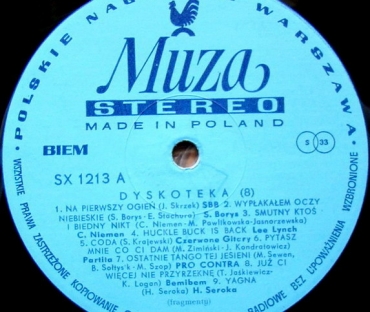 POLSKIE NAGRANIA WARSZAWA
Muza
STEREO
MADE IN POLAND
BIEM
S 33
SX 1213 A
DYSKOTEKA (8)
1. NA PIERWSZY OGIEŃ (J. Skrzek) SBB 2. WYPŁAKAŁEM OCZY
NIEBIESKIE (S. Borys - E. Stachura) S. Borys 3. SMUTNY KTOŚ
I BIEDNY NIKT (C. Niemen - M. Pawlikowska-Jasnorzewska)
C. Niemen 4. HUCKLE BUCK IS BACK Lee Lynch
5. CODA (S. Krajewski) Czerwone Gitary 6. PYTASZ
MNIE CO CI DAM (J. Zimiński - J. Kondratowicz)
Partita 7. OSTATNIE TANGO TEJ JESIENI (M. Sewen,
B. Sołtysik - M. Szop) PRO CONTRA 8. JUŻ CI
WIĘCEJ NIE PRZYRZEKNĘ (T. Jaśkiewicz-
K. Logan) Bemibem 9. YAGNA
(H. Seroka) H. Seroka
(fragmenty)
WSZYSTKIE PRAWA ZASTRZEŻONE KOPIOWANIE
RADIOWE BEZ UPOWAŻNIENIA WZBRONIONE